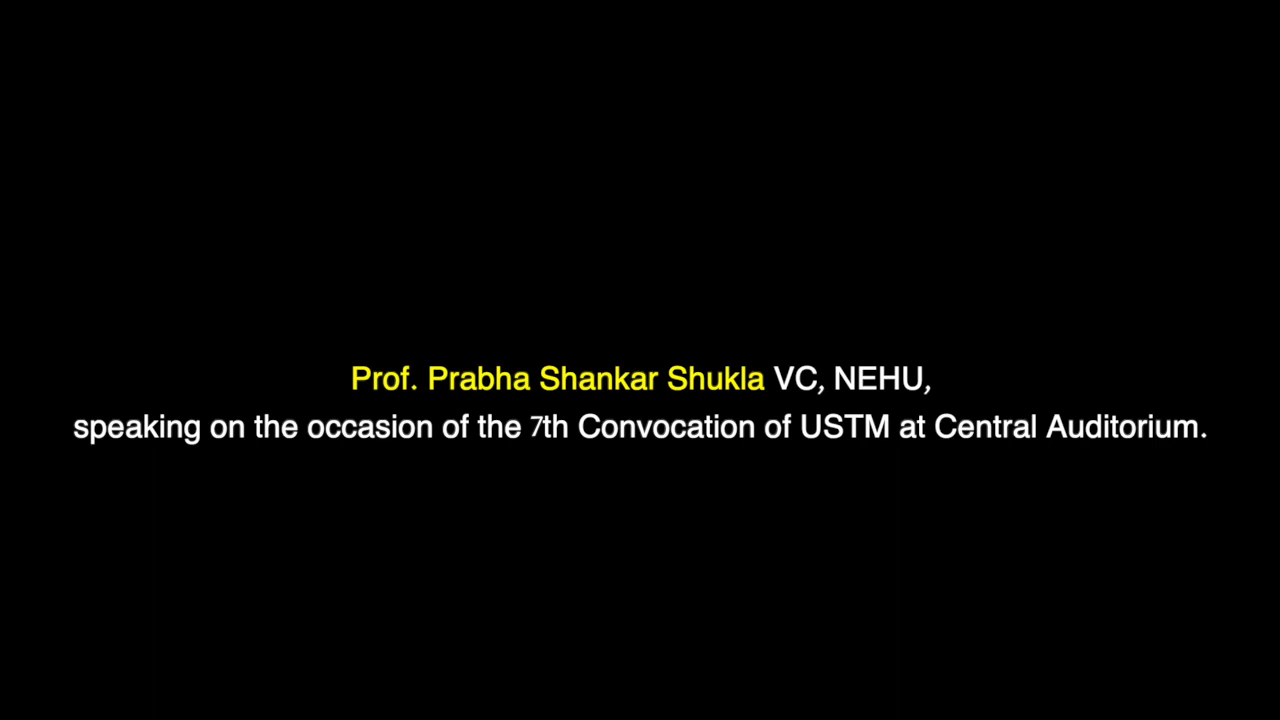 Prof. Prabha Shankar Shukla VC, NEHU,
speaking on the occasion of the 7th Convocation of USTM at Central Auditorium.